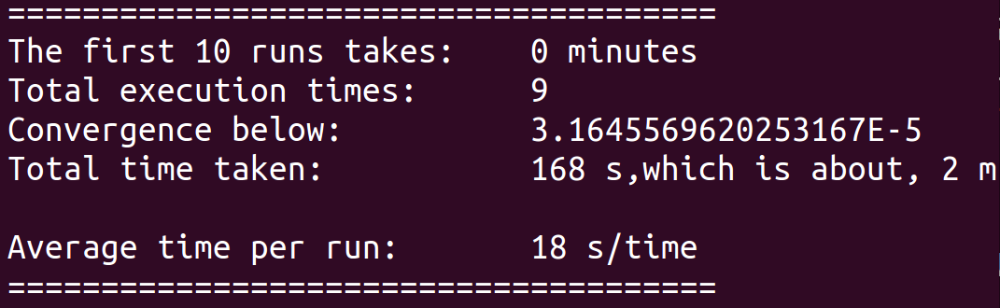 ======================================
The first 10 runs takes:    0 minutes
Total execution times:      9
Convergence below:          3.1645569620253167E-5
Total time taken:           168 s,which is about, 2 m
Average time per run:       18 s/time
======================================